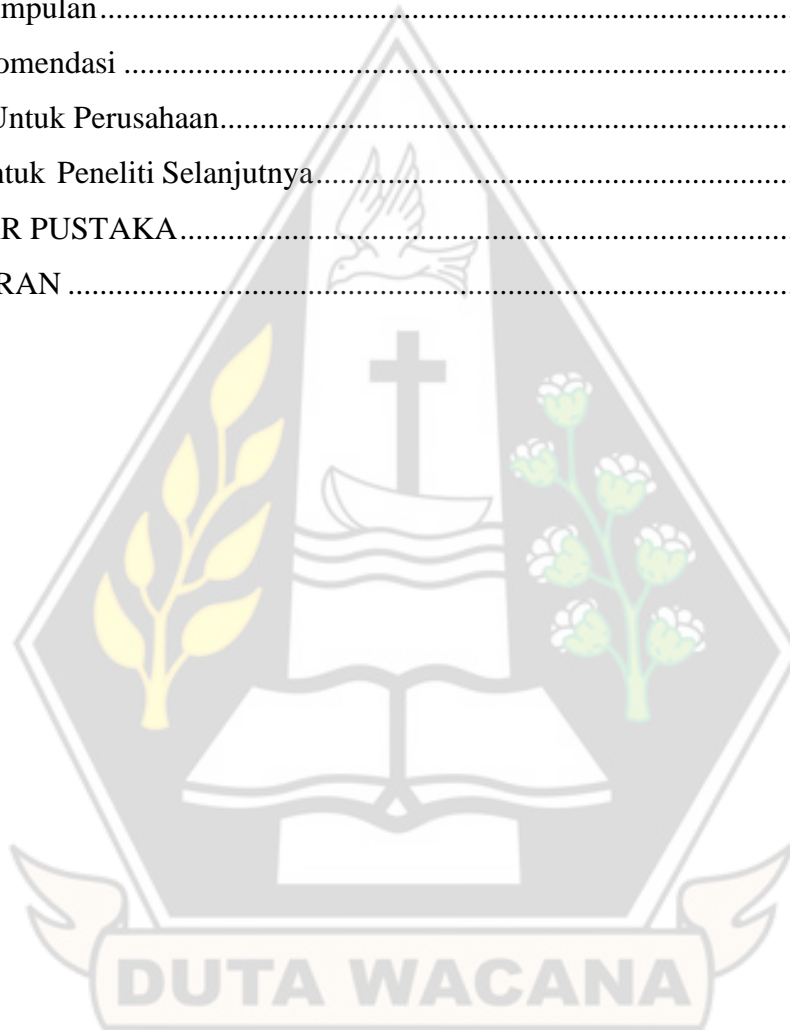 mpulan.......................................................................................
omendasi ....................................................................................
Untuk Perusahaan.........................................................................
ntuk Peneliti Selanjutnya.............................................................
R PUSTAKA..............................................................................
RAN ............................................................................................
DUTA WACANA